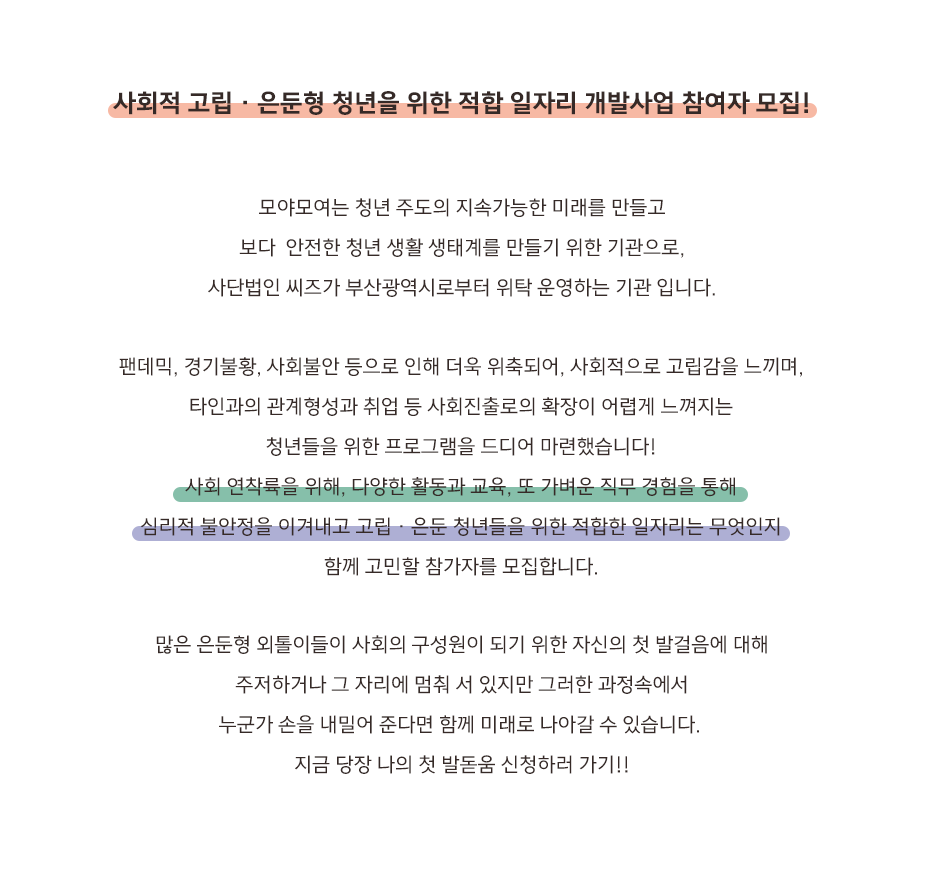 사회적 고립 · 은둔형 청년을 위한 적합 일자리 개발사업 참여자 모집!
모야모여는 청년 주도의 지속가능한 미래를 만들고
보다 안전한 청년 생활 생태계를 만들기 위한 기관으로,
사단법인 씨즈가 부산광역시로부터 위탁 운영하는 기관 입니다.
팬데믹, 경기불황, 사회불안 등으로 인해 더욱 위축되어, 사회적으로 고립감을 느끼며,
타인과의 관계형성과 취업 등 사회진출로의 확장이 어렵게 느껴지는
청년들을 위한 프로그램을 드디어 마련했습니다!
사회 연착륙을 위해, 다양한 활동과 교육, 또 가벼운 직무 경험을 통해
심리적 불안정을 이겨내고 고립 · 은둔 청년들을 위한 적합한 일자리는 무엇인지
함께 고민할 참가자를 모집합니다.
많은 은둔형 외톨이들이 사회의 구성원이 되기 위한 자신의 첫 발걸음에 대해
주저하거나 그 자리에 멈춰 서 있지만 그러한 과정속에서
누군가 손을 내밀어 준다면 함께 미래로 나아갈 수 있습니다.
지금 당장 나의 첫 발돋움 신청하러 가기!!